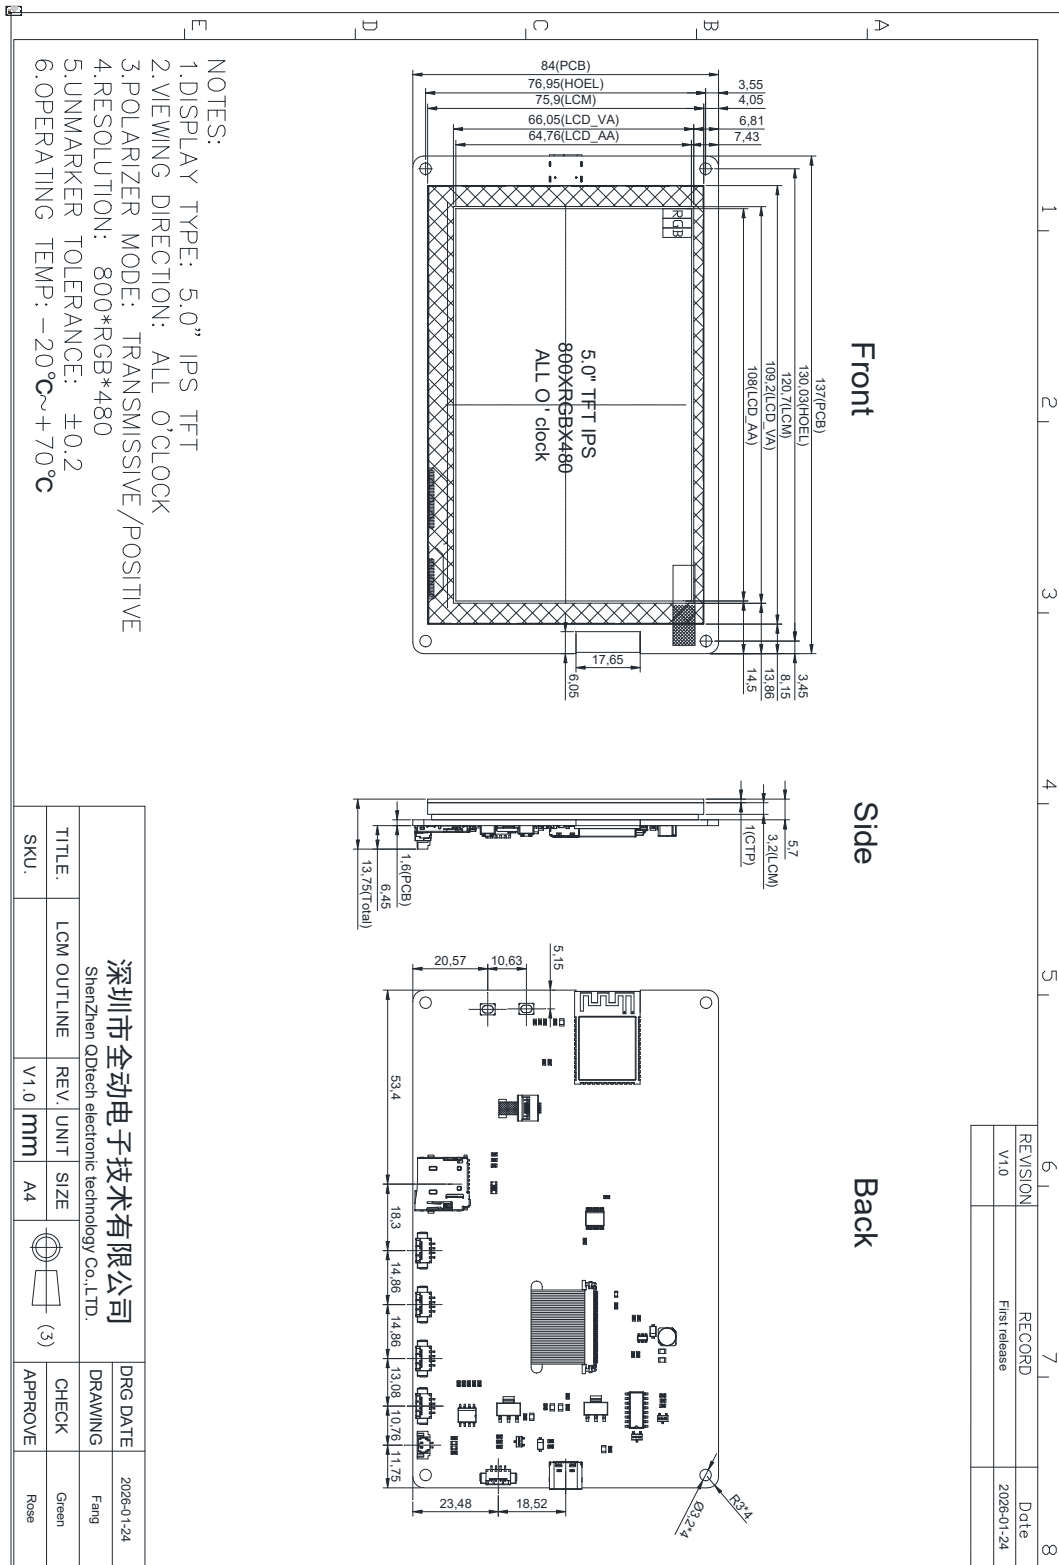 REVISION RECORD Date
V1.0 First release 2026-01-24
1 2 3 4 5 6 7 8
A
B
C
D
E
Front
Side
Back
84(PCB)
76,95(HOEL)
75,9(LCM)
66,05(LCD_VA)
64,76(LCD_AA)
3,55
4,05
6,81
7,43
137(PCB)
130,03(HOEL)
120,7(LCM)
109,2(LCD_VA)
108(LCD_AA)
3,45
8,15
13,86
14,5
17,65
6,05
RGB
5.0" TFT IPS
800XRGBX480
ALL O' clock
5,7
3,2(LCM)
1(CTP)
1,6(PCB)
6,45
13,75(Total)
20,57
10,63
5,15
53,4
18,3
14,86
14,86
13,08
10,76
11,75
23,48
18,52
R3*4
Ø3,2*4
NOTES:
1.DISPLAY TYPE: 5.0" IPS TFT
2.VIEWING DIRECTION: ALL O'CLOCK
3.POLARIZER MODE: TRANSMISSIVE/POSITIVE
4.RESOLUTION: 800*RGB*480
5.UNMARKER TOLERANCE: ±0.2
6.OPERATING TEMP: -20℃~+70℃
深圳市全动电子技术有限公司
ShenZhen QDtech electronic technology Co.,LTD.
TITLE. LCM OUTLINE REV. UNIT SIZE
SKU. V1.0 mm A4
(3)
DRG DATE 2026-01-24
DRAWING Fang
CHECK Green
APPROVE Rose